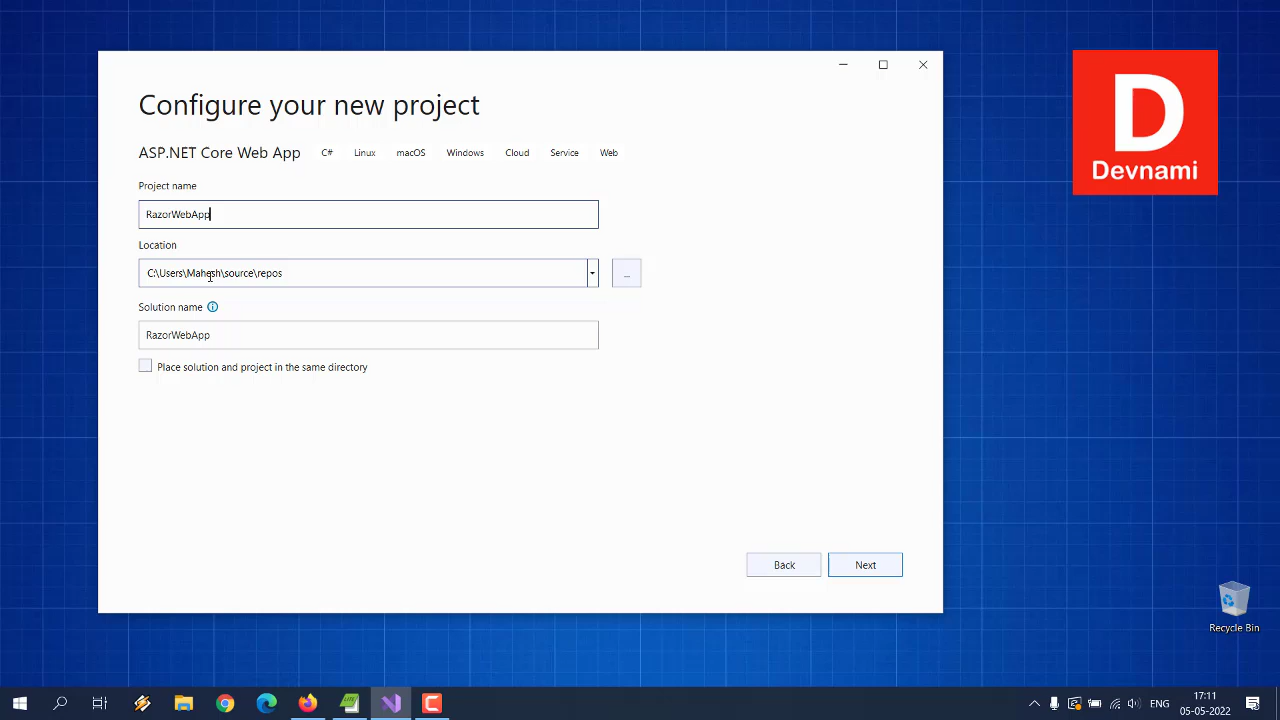 Configure your new project
ASP.NET Core Web App C# Linux macOS Windows Cloud Service Web
Project name
RazorWebApp
Location
C:\Users\Mahesh\source\repos
...
Solution name
RazorWebApp
Place solution and project in the same directory
Back Next
D
Devnami
Recycle Bin
ENG
17:11
05-05-2022